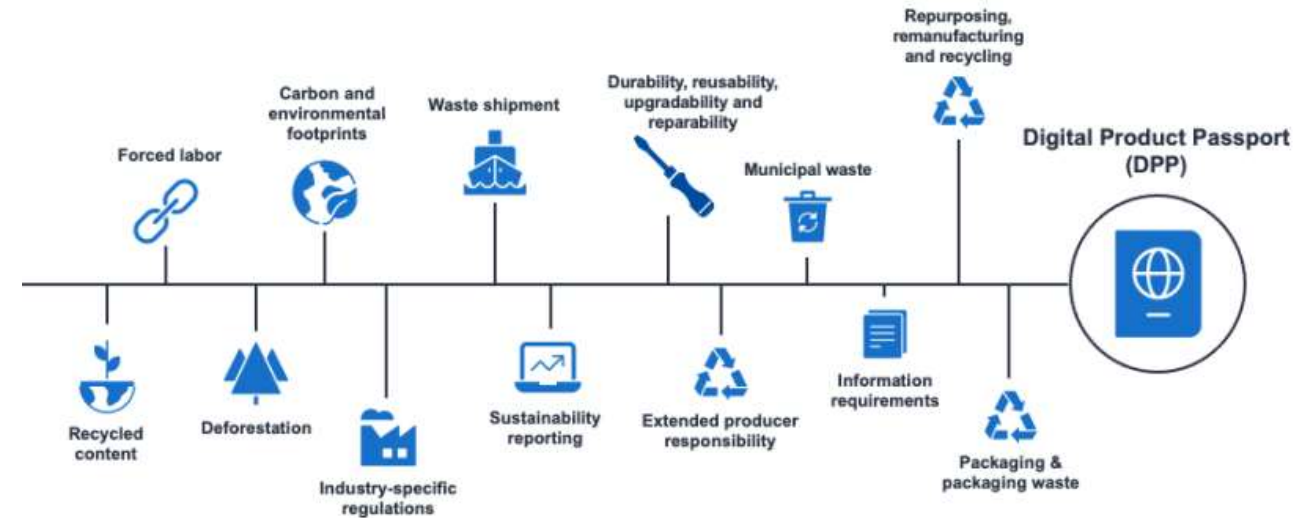 Repurposing,
remanufacturing
and recycling
Durability, reusability,
upgradability and
reparability
Carbon and
environmental
footprints
Waste shipment
Digital Product Passport
(DPP)
Forced labor
Municipal waste
Recycled
content
Deforestation
Industry-specific
regulations
Sustainability
reporting
Extended producer
responsibility
Information
requirements
Packaging &
packaging waste